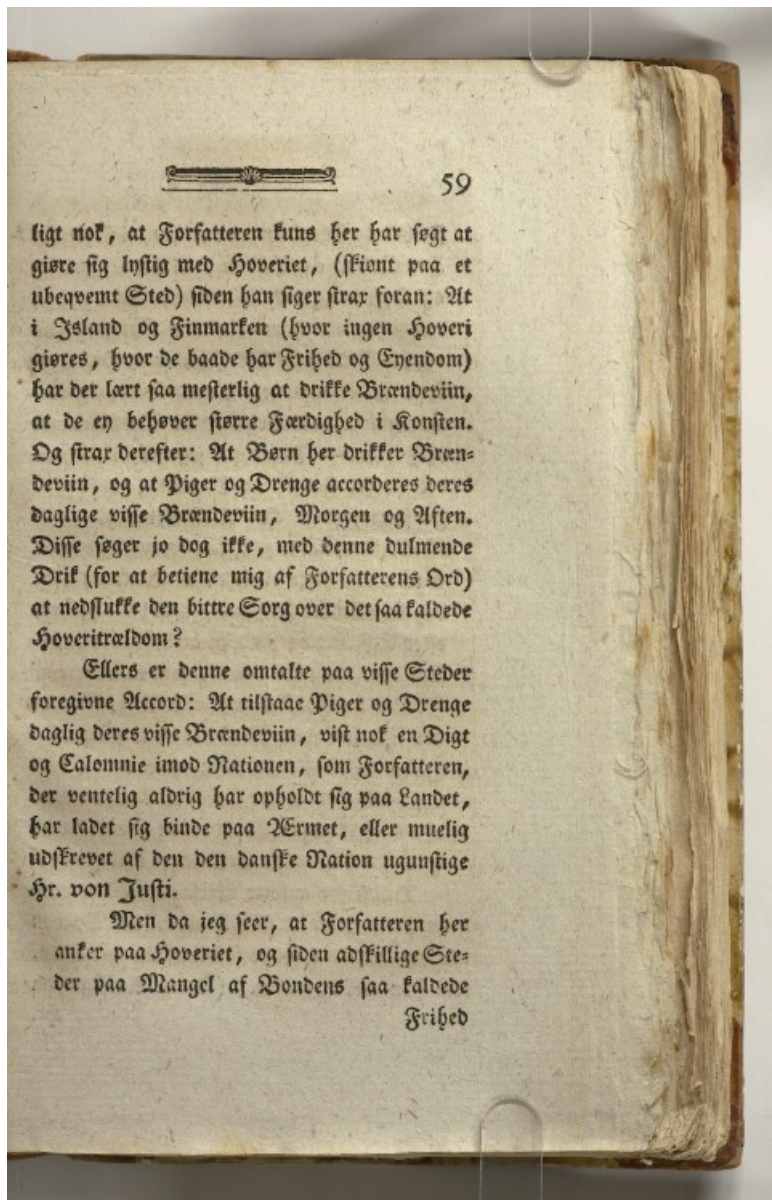 59
ligt nok, at Forfatteren kuns her har søgt at
giøre sig lystig med Hoveriet, (skiønt paa et
ubeqvemt Sted) siden han siger strax foran: At
i Island og Finmarken (hvor ingen Hoveri
giøres, hvor de baade har Frihed og Eyendom)
har der lært saa mesterlig at drikke Brændeviin,
at de ey behøver større Færdighed i Konsten.
Og strax derefter: At Børn her drikker Bræn-
deviin, og at Piger og Drenge accorderes deres
daglige visse Brændeviin, Morgen og Aften.
Disse søger jo dog ikke, med denne dulmende
Drik (for at betiene mig af Forfatterens Ord)
at nedslukke den bittre Sorg over det saa kaldede
Hoveritrældom?
Ellers er denne omtalte paa visse Steder
foregivne Accord: At tilstaae Piger og Drenge
daglig deres visse Brændeviin, vist nok en Digt
og Calomnie imod Nationen, som Forfatteren,
der ventelig aldrig har opholdt sig paa Landet,
har ladet sig binde paa Ærmet, eller muelig
udskrevet af den den danske Nation ugunstige
Hr. von Justi.
Men da jeg seer, at Forfatteren her
anker paa Hoveriet, og siden adskillige Ste-
der paa Mangel af Bondens saa kaldede
Frihed